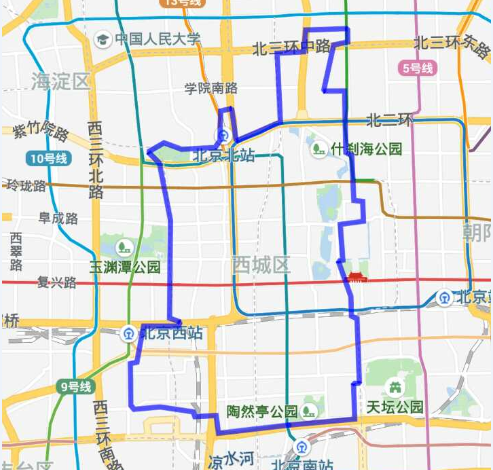 13号线
中国人民大学
北三环中路
北三环东路
5号线
海淀区
学院南路
紫竹院路
北二环
10号线
西三环北路
北京北站
什刹海公园
玲珑路
阜成路
朝阳
西翠路
西城区
玉渊潭公园
复兴路
北京
桥
北京西站
9号线
西三环南路
陶然亭公园
天坛公园
凉水河
北京南站
丰台区